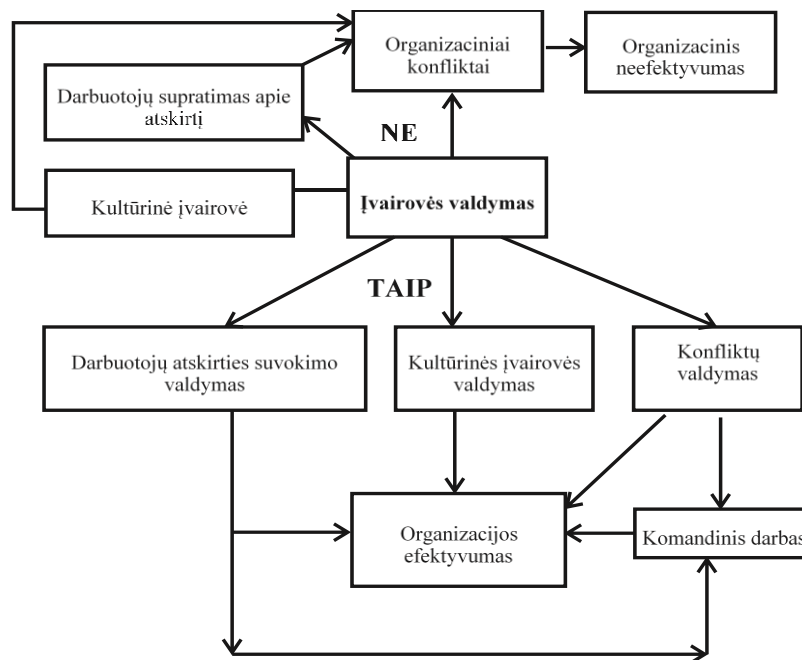 Organizaciniai
konfliktai
Organizacinis
neefektyvumas
Darbuotojų supratimas apie
atskirtį
NE
Kultūrinė įvairovė
Įvairovės valdymas
TAIP
Darbuotojų atskirties suvokimo
valdymas
Kultūrinės įvairovės
valdymas
Konfliktų
valdymas
Organizacijos
efektyvumas
Komandinis darbas